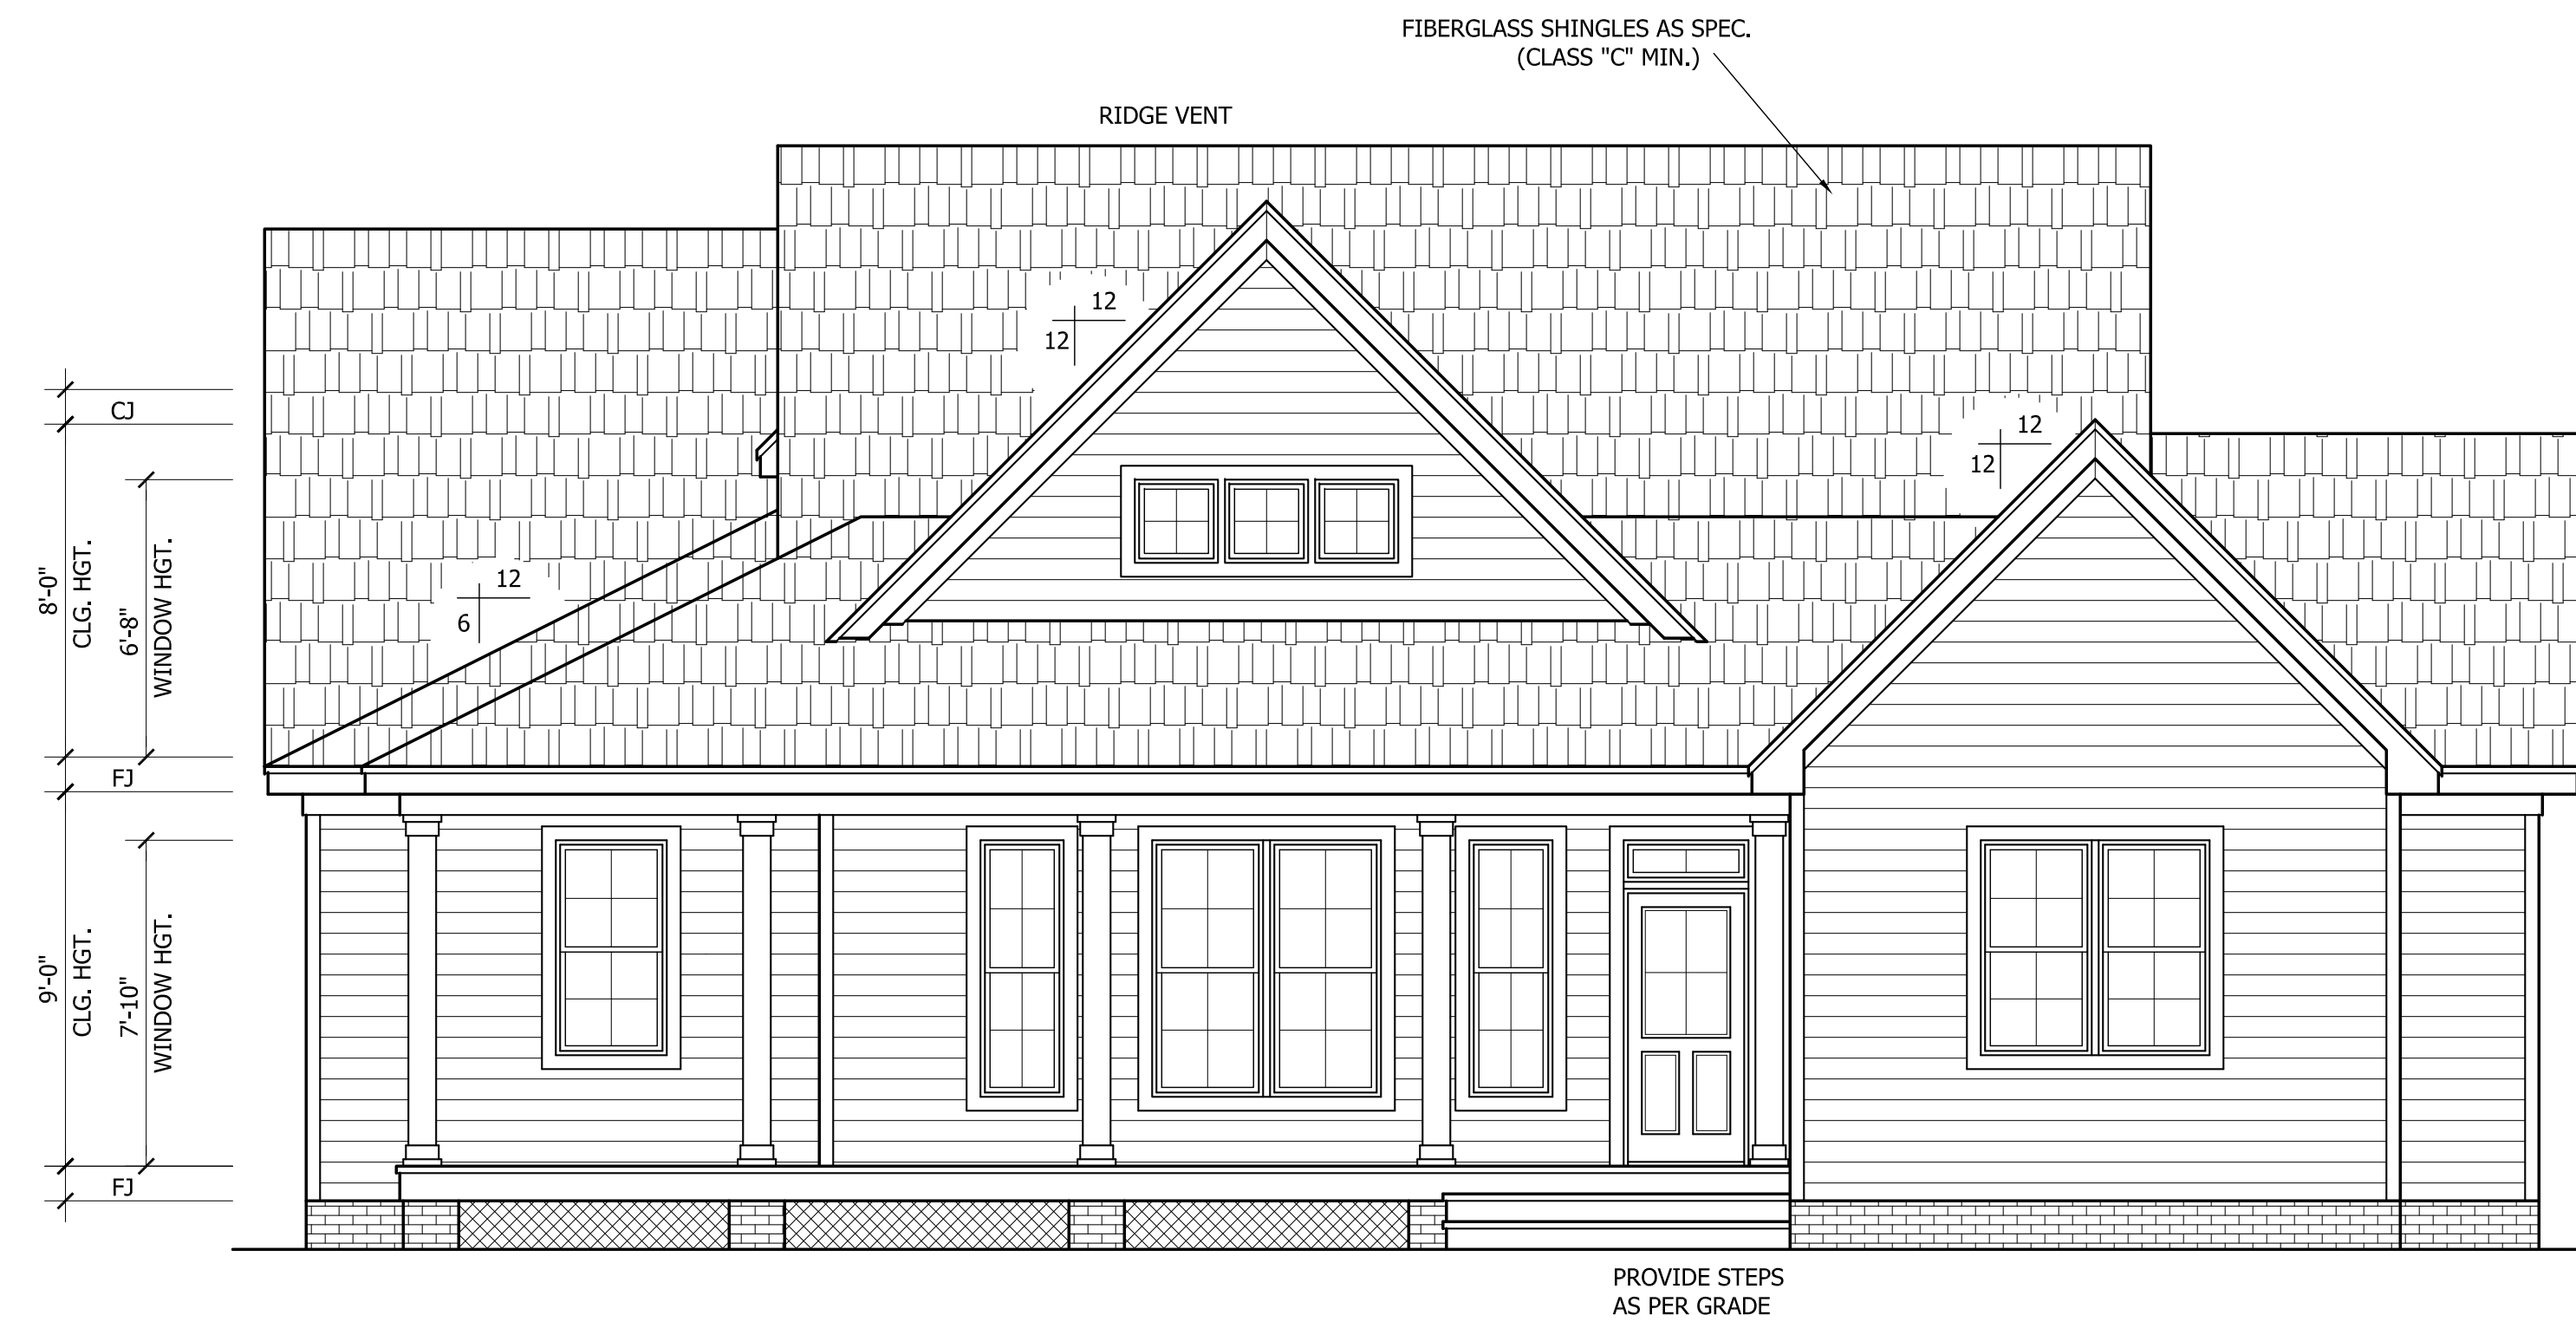 FIBERGLASS SHINGLES AS SPEC.
(CLASS "C" MIN.)
RIDGE VENT
12
12
12
12
12
6
CJ
8'-0"
CLG. HGT.
6'-8"
WINDOW HGT.
FJ
9'-0"
CLG. HGT.
7'-10"
WINDOW HGT.
FJ
PROVIDE STEPS
AS PER GRADE